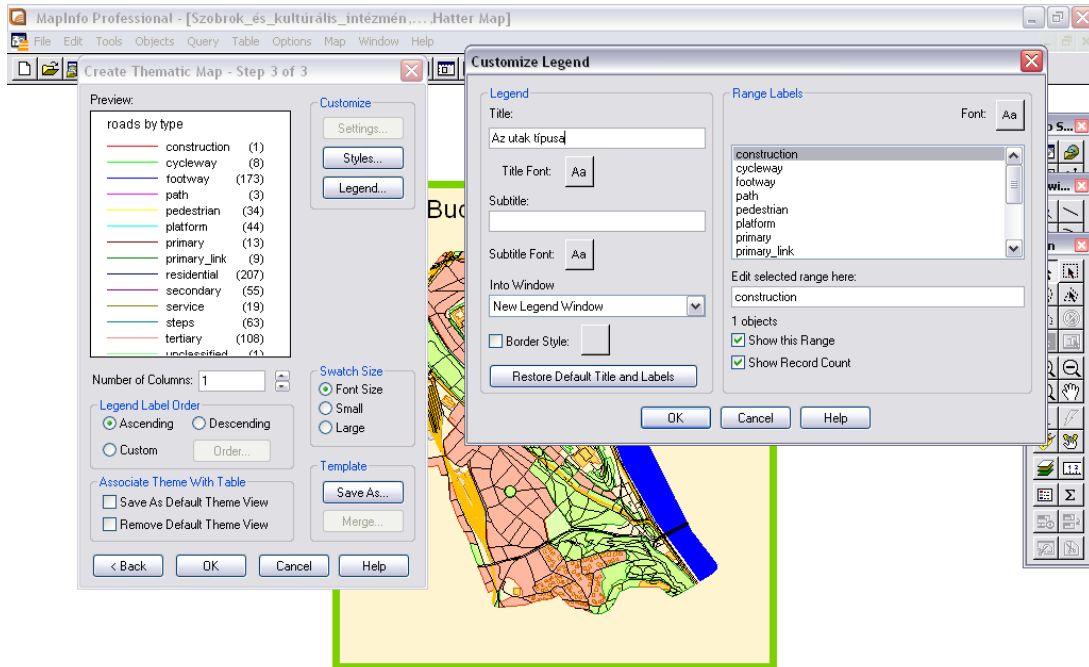 MapInfo Professional - [Szobrok_és_kultúrális_intézmén,...,Hatter Map]
File Edit Tools Objects Query Table Options Map Window Help
Create Thematic Map - Step 3 of 3
Preview:
roads by type
construction (1)
cycleway (8)
footway (173)
path (3)
pedestrian (34)
platform (44)
primary (13)
primary_link (9)
residential (207)
secondary (55)
service (19)
steps (63)
tertiary (108)
unclassified (1)
Customize
Settings...
Styles...
Legend...
Number of Columns: 1
Legend Label Order
Ascending Descending
Custom Order...
Swatch Size
Font Size
Small
Large
Associate Theme With Table
Save As Default Theme View
Remove Default Theme View
Template
Save As...
Merge...
< Back OK Cancel Help
Customize Legend
Legend
Title:
Az utak típusa
Title Font: Aa
Subtitle:
Subtitle Font: Aa
Into Window
New Legend Window
Border Style:
Restore Default Title and Labels
Range Labels
Font: Aa
construction
cycleway
footway
path
pedestrian
platform
primary
primary_link
Edit selected range here:
construction
1 objects
Show this Range
Show Record Count
OK Cancel Help
Buc
S...
wi...
n
Σ